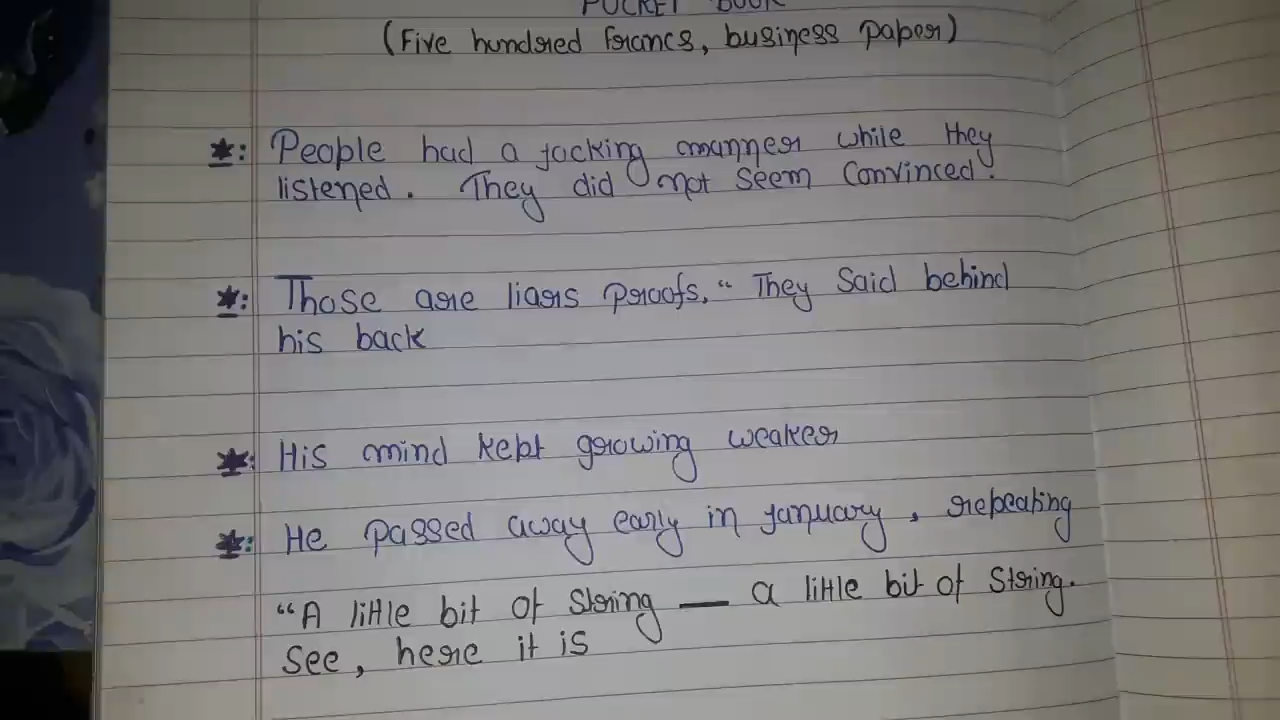 POCKET BOOK
(Five hundred francs, business paper)
*: People had a jocking manner while they
listened. They did not seem Convinced!
*: Those are liars proofs." They Said behind
his back
*: His mind kept growing weaker
*: He passed away early in January, repeating
"A little bit of String — a little bit of String.
See, here it is